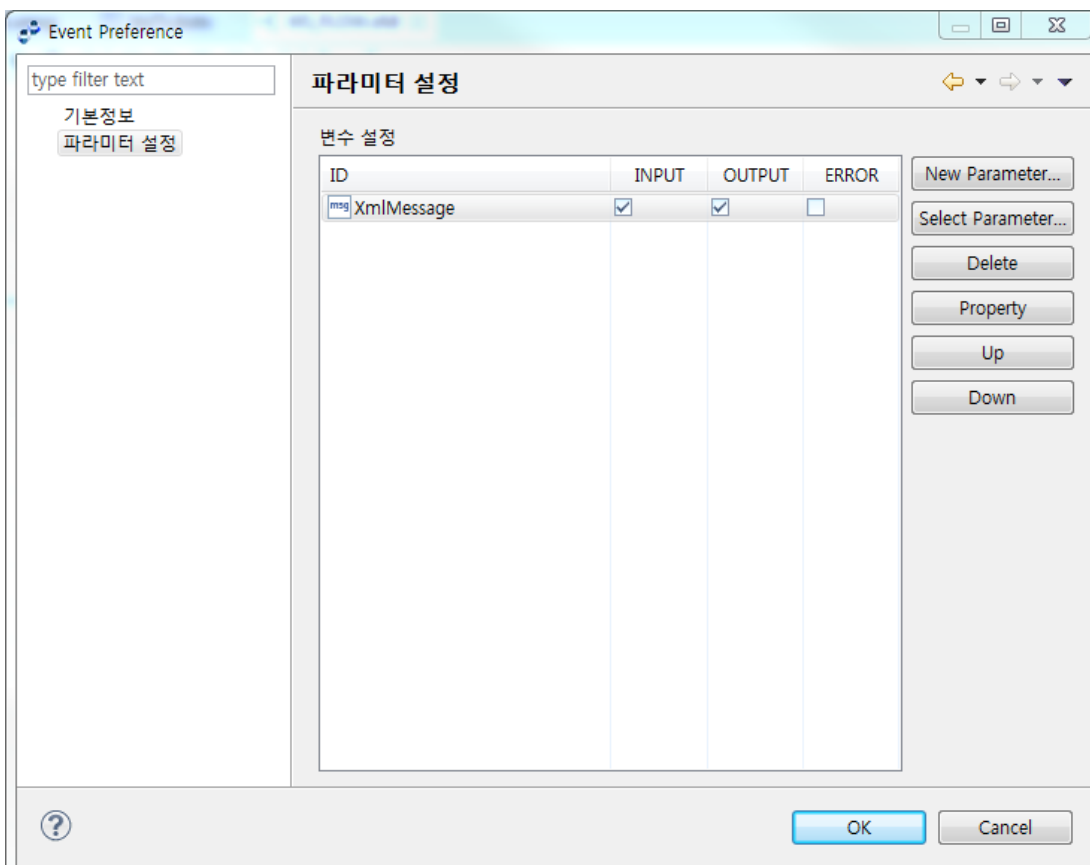 Event Preference
type filter text
기본정보
파라미터 설정
파라미터 설정
변수 설정
ID INPUT OUTPUT ERROR
msg XmlMessage
New Parameter...
Select Parameter...
Delete
Property
Up
Down
?
OK Cancel